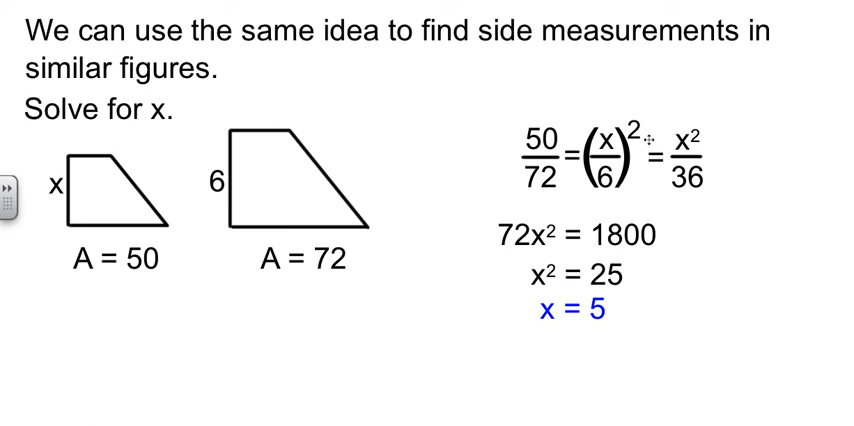 We can use the same idea to find side measurements in
similar figures.
Solve for x.
x
6
A = 50
A = 72
50/72 = (x/6)² = x²/36
72x² = 1800
x² = 25
x = 5